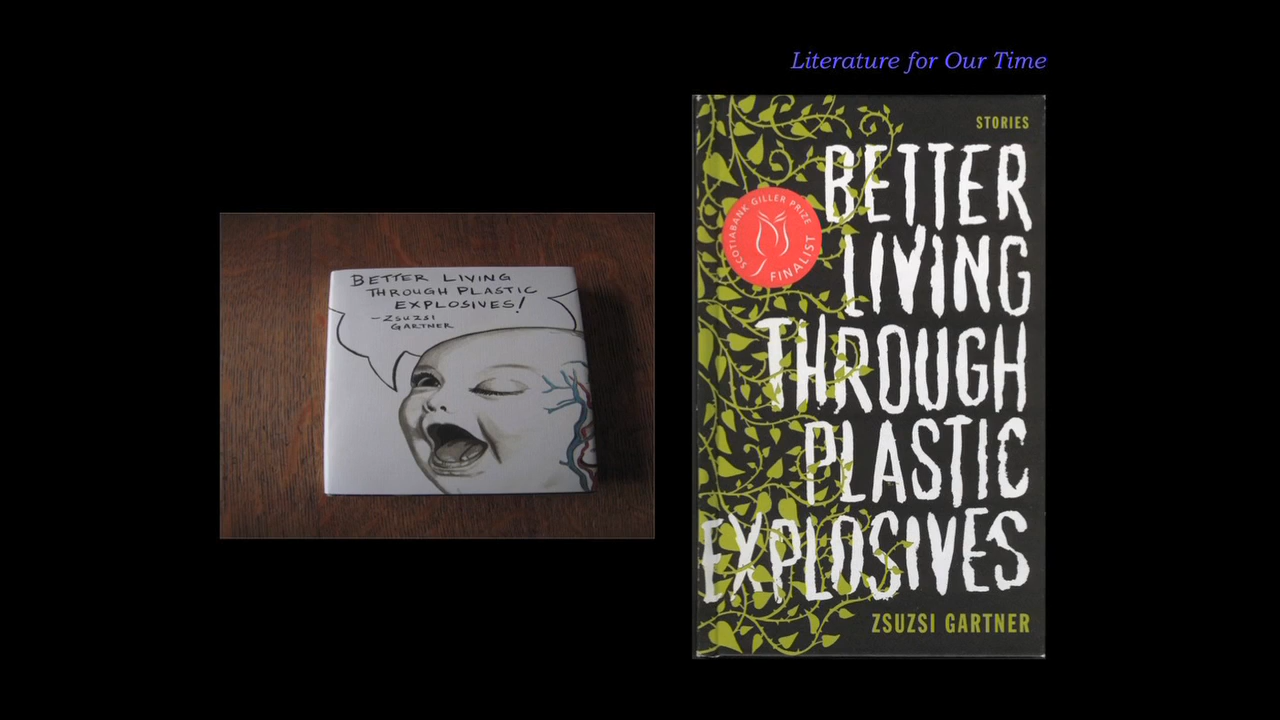 Literature for Our Time
BETTER LIVING
THROUGH PLASTIC
EXPLOSIVES!
-ZSUZSI
GARTNER
STORIES
BETTER
LIVING
THROUGH
PLASTIC
EXPLOSIVES
SCOTIABANK GILLER PRIZE
FINALIST
ZSUZSI GARTNER